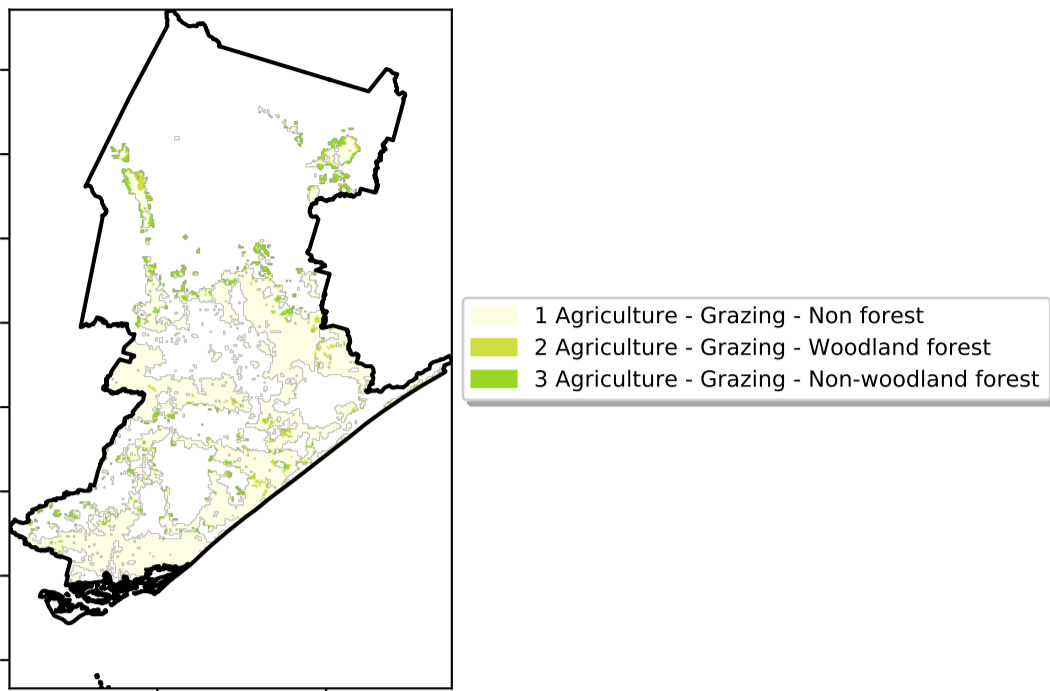 1 Agriculture - Grazing - Non forest
2 Agriculture - Grazing - Woodland forest
3 Agriculture - Grazing - Non-woodland forest